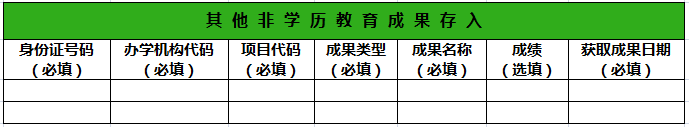 其他非学历教育成果存入
身份证号码 办学机构代码 项目代码 成果类型 成果名称 成绩 获取成果日期
（必填） （必填） （必填） （必填） （必填） （选填） （必填）